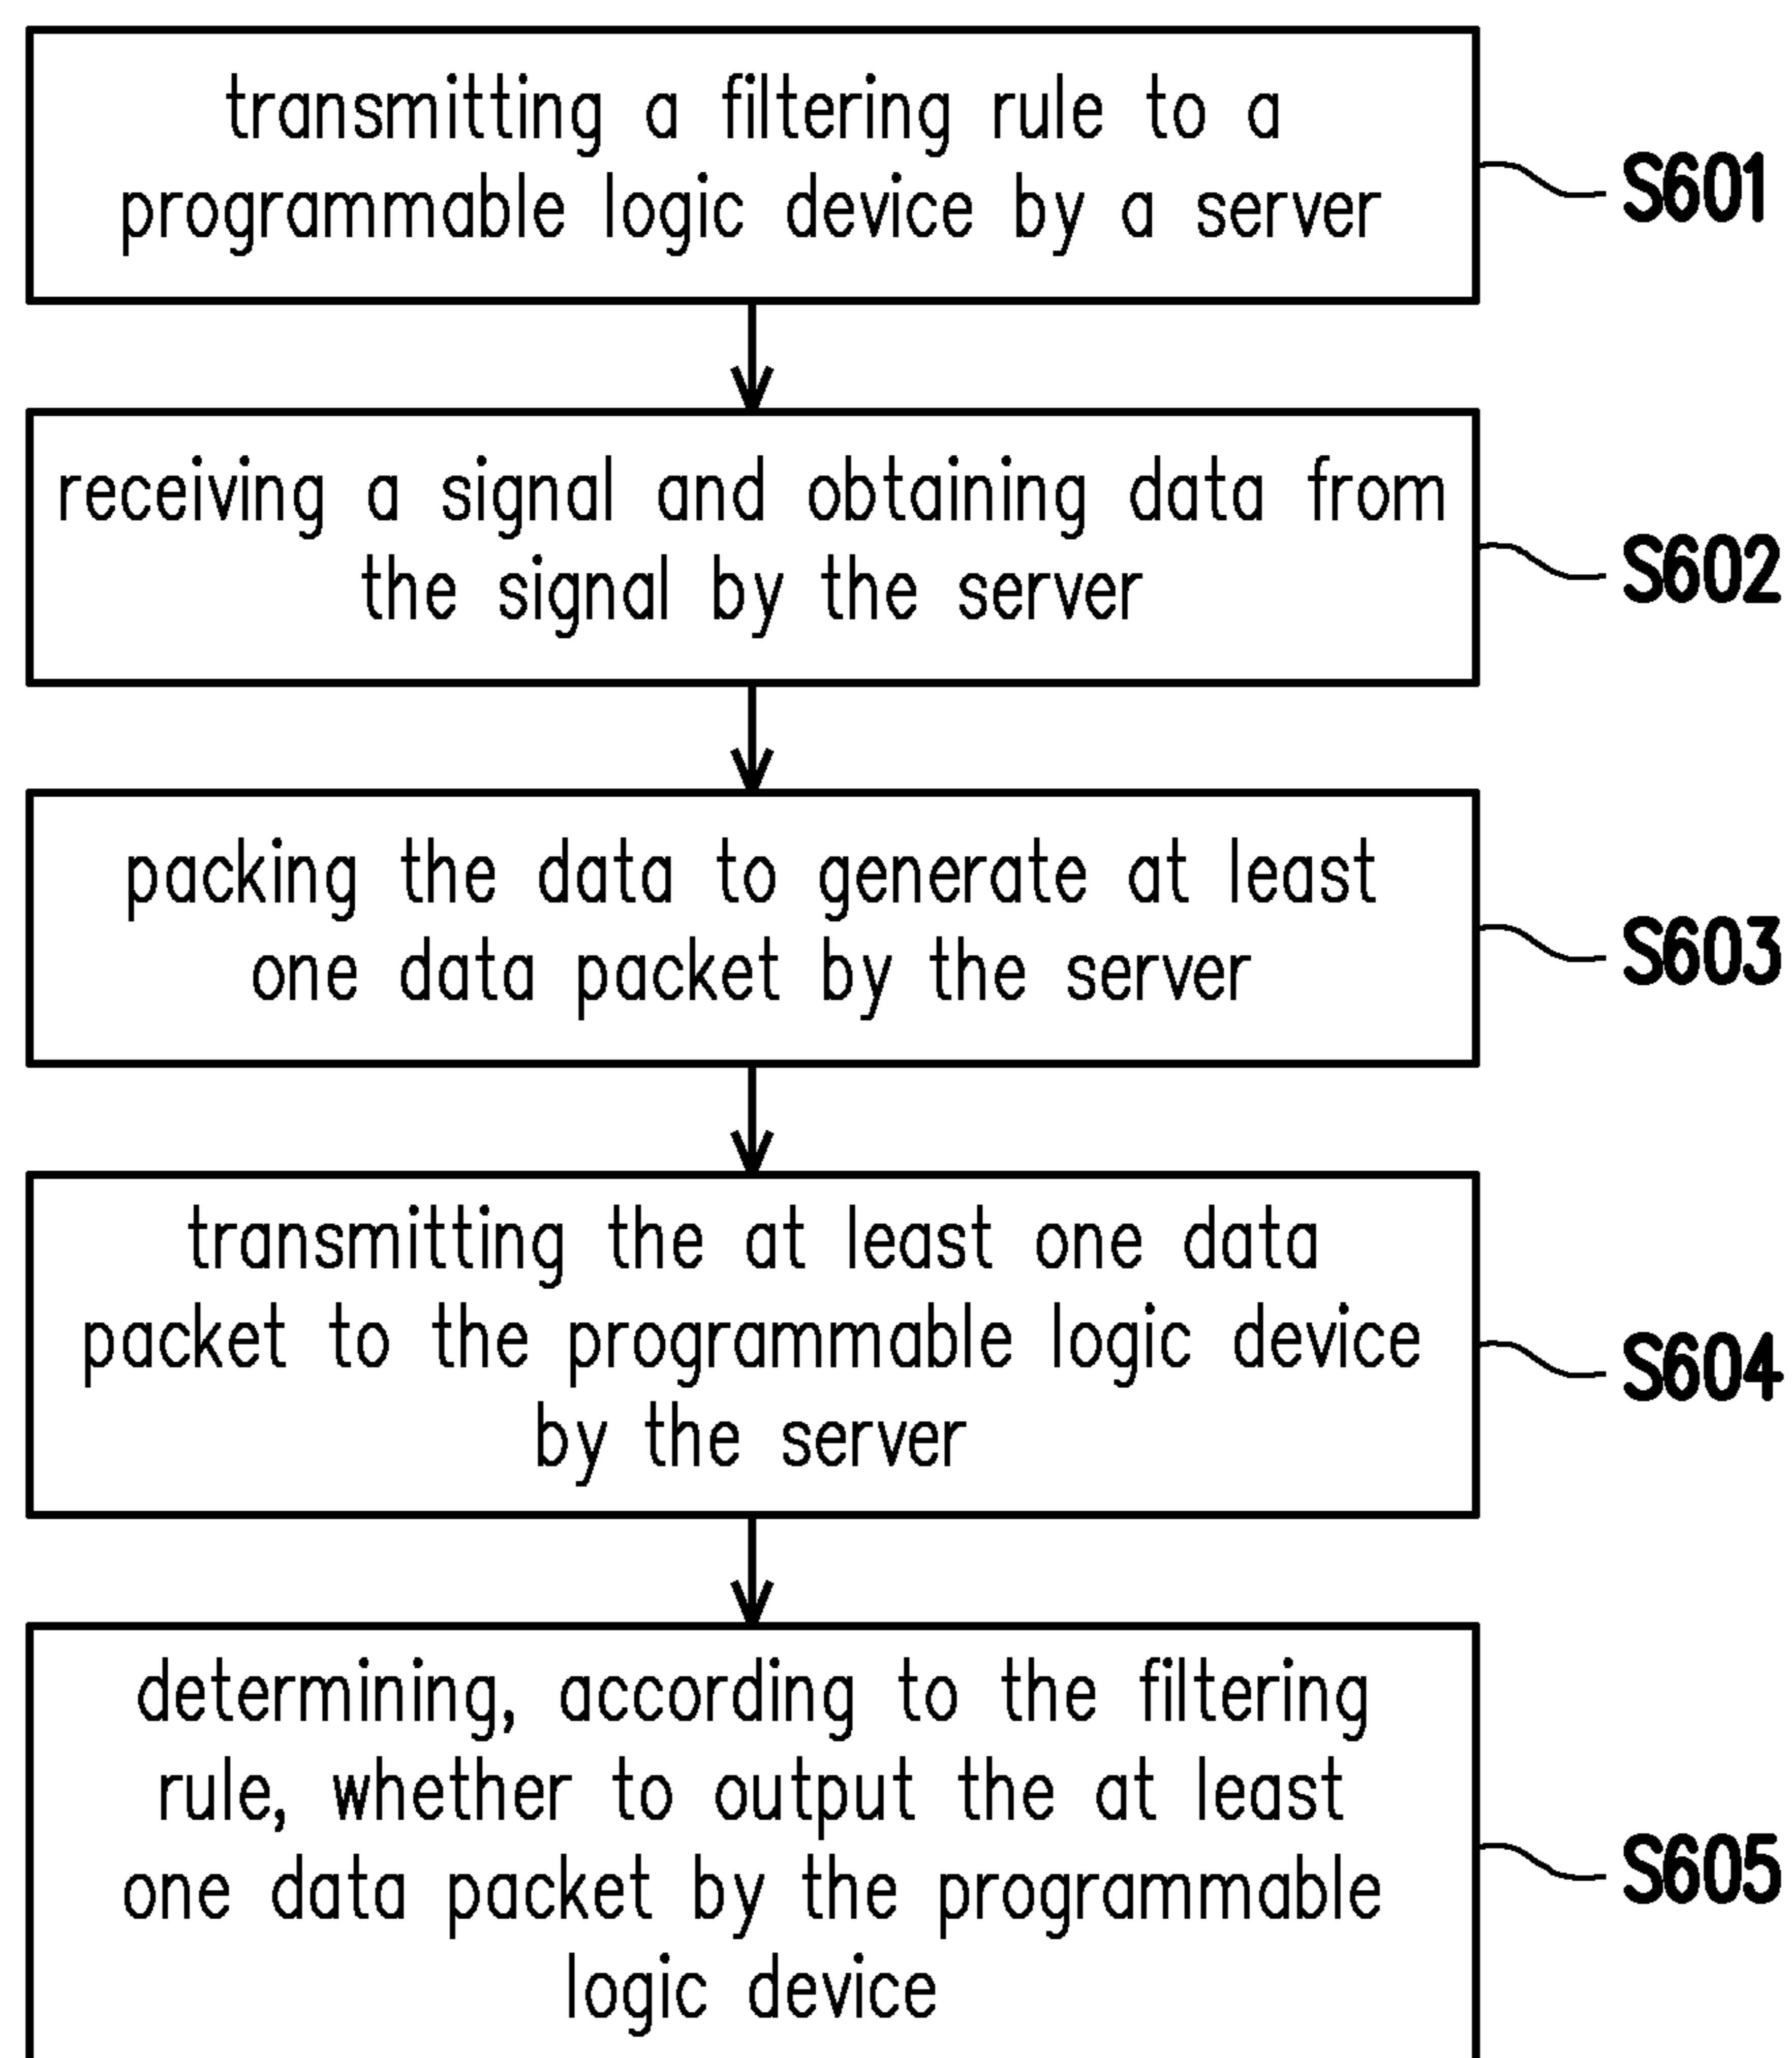 transmitting a filtering rule to a
programmable logic device by a server
S601
receiving a signal and obtaining data from
the signal by the server
S602
packing the data to generate at least
one data packet by the server
S603
transmitting the at least one data
packet to the programmable logic device
by the server
S604
determining, according to the filtering
rule, whether to output the at least
one data packet by the programmable
logic device
S605